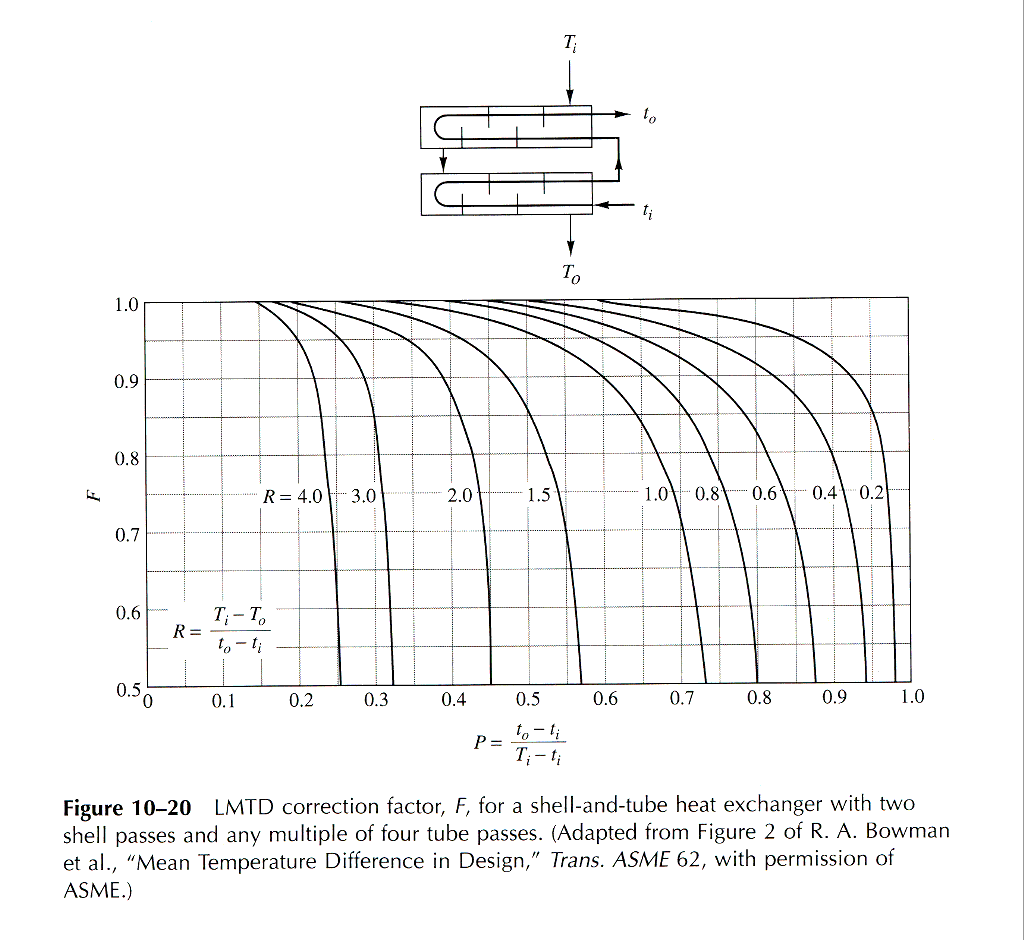 T_i
t_o
t_i
T_o
1.0
0.9
0.8
0.7
0.6
0.5
F
R = 4.0 3.0 2.0 1.5 1.0 0.8 0.6 0.4 0.2
R = (T_i − T_o) / (t_o − t_i)
0 0.1 0.2 0.3 0.4 0.5 0.6 0.7 0.8 0.9 1.0
P = (t_o − t_i) / (T_i − t_i)
Figure 10–20 LMTD correction factor, F, for a shell-and-tube heat exchanger with two
shell passes and any multiple of four tube passes. (Adapted from Figure 2 of R. A. Bowman
et al., “Mean Temperature Difference in Design,” Trans. ASME 62, with permission of
ASME.)